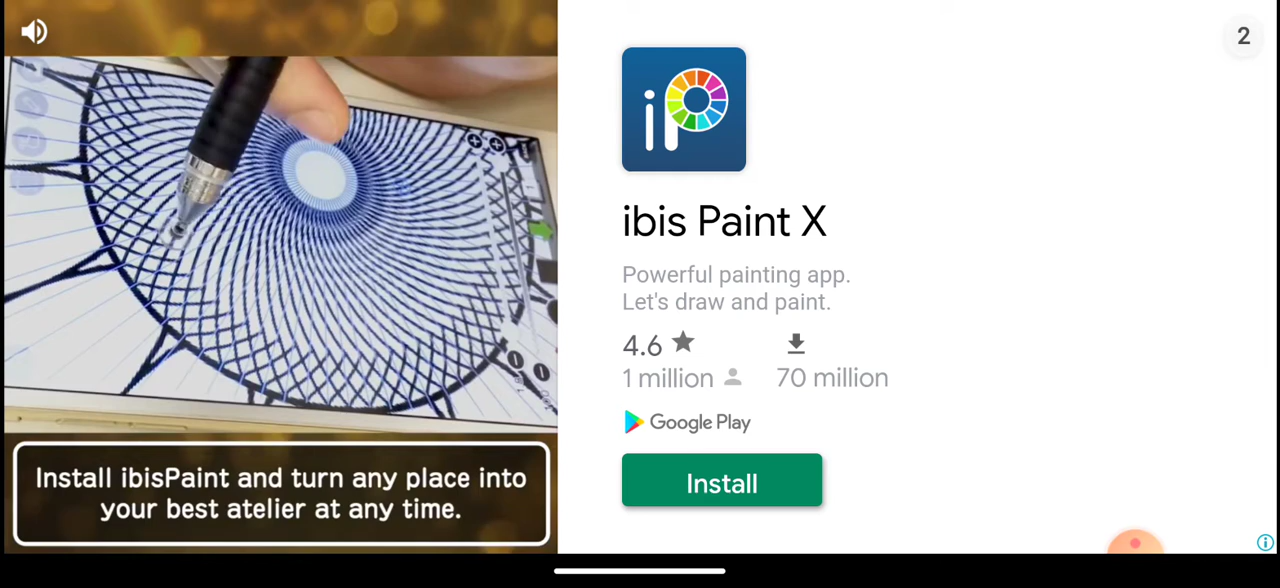 2
iP
ibis Paint X
Powerful painting app.
Let's draw and paint.
4.6
1 million
70 million
Google Play
Install
Install ibisPaint and turn any place into
your best atelier at any time.